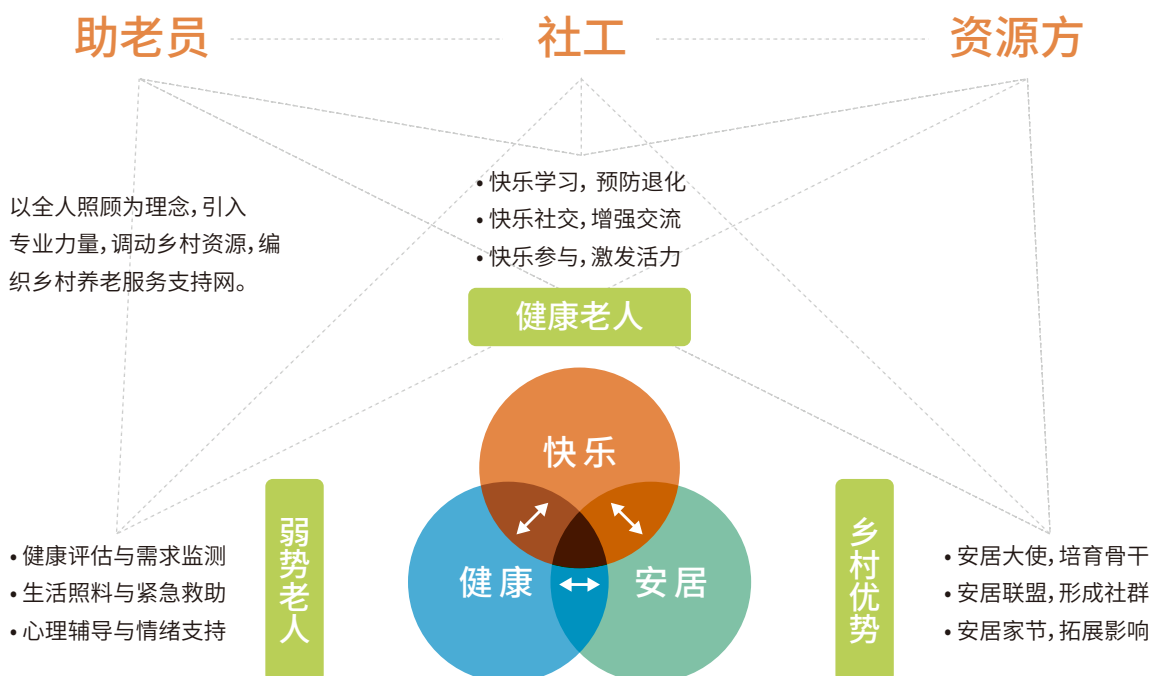 助老员
社工
资源方
以全人照顾为理念，引入
专业力量，调动乡村资源，编
织乡村养老服务支持网。
• 快乐学习，预防退化
• 快乐社交，增强交流
• 快乐参与，激发活力
健康老人
快乐
健康
安居
弱势老人
• 健康评估与需求监测
• 生活照料与紧急救助
• 心理辅导与情绪支持
乡村优势
• 安居大使，培育骨干
• 安居联盟，形成社群
• 安居家节，拓展影响